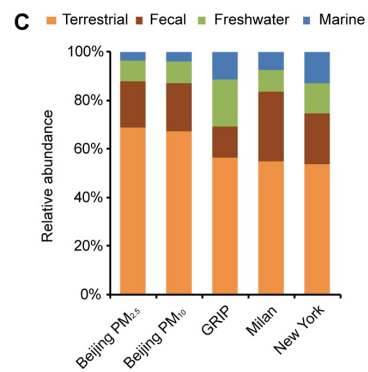 C
Terrestrial Fecal Freshwater Marine
100%
80%
60%
40%
20%
0%
Relative abundance
Beijing PM2.5
Beijing PM10
GRIP
Milan
New York